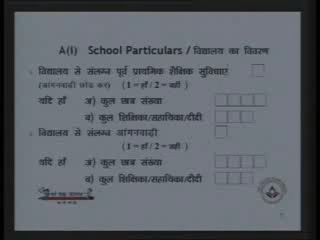 A(I) School Particulars / विद्यालय का विवरण
विद्यालय से संलग्न पूर्व प्राथमिक शैक्षिक सुविधाएं
(आंगनवाड़ी छोड़ कर) (1 = हाँ / 2 = नहीं )
यदि हाँ अ) कुल छात्र संख्या
ब) कुल शिक्षिका/सहायिका/दीदी
विद्यालय से संलग्न आंगनवाड़ी
(1 = हाँ / 2 = नहीं )
यदि हाँ अ) कुल छात्र संख्या
ब) कुल शिक्षिका/सहायिका/दीदी